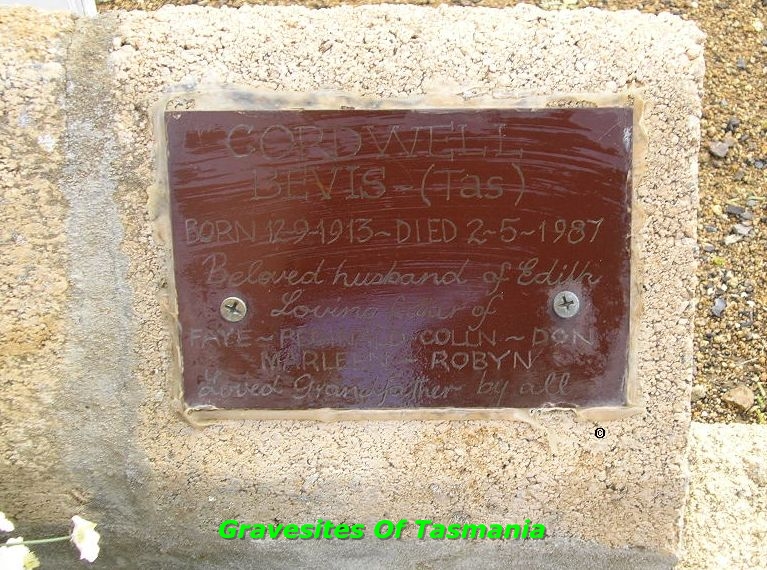 CORDWELL
BEVIS-(Tas)
BORN 12-9-1913~DIED 2~5~1987
Beloved husband of Edith
Loving of
FAYE~ COLIN~DON
MARLEEN~ROBYN
Loved Grandfather by all
©
Gravesites Of Tasmania